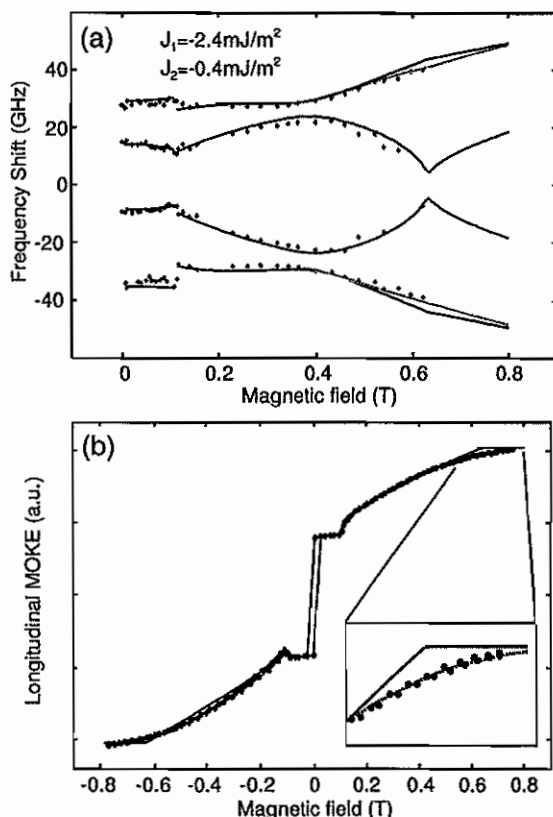 (a)
J₁=-2.4mJ/m²
J₂=-0.4mJ/m²
Frequency Shift (GHz)
40
20
0
-20
-40
0 0.2 0.4 0.6 0.8
Magnetic field (T)
(b)
Longitudinal MOKE (a.u.)
-0.8 -0.6 -0.4 -0.2 0 0.2 0.4 0.6 0.8
Magnetic field (T)